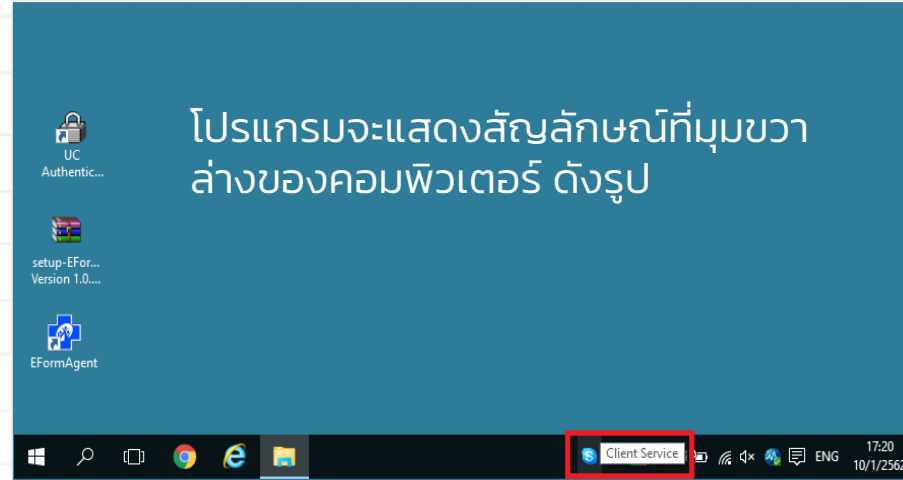 โปรแกรมจะแสดงสัญลักษณ์ที่มุมขวา
ล่างของคอมพิวเตอร์ ดังรูป
UC
Authentic...
setup-EFor...
Version 1.0....
EFormAgent
Client Service
ENG
17:20
10/1/2562